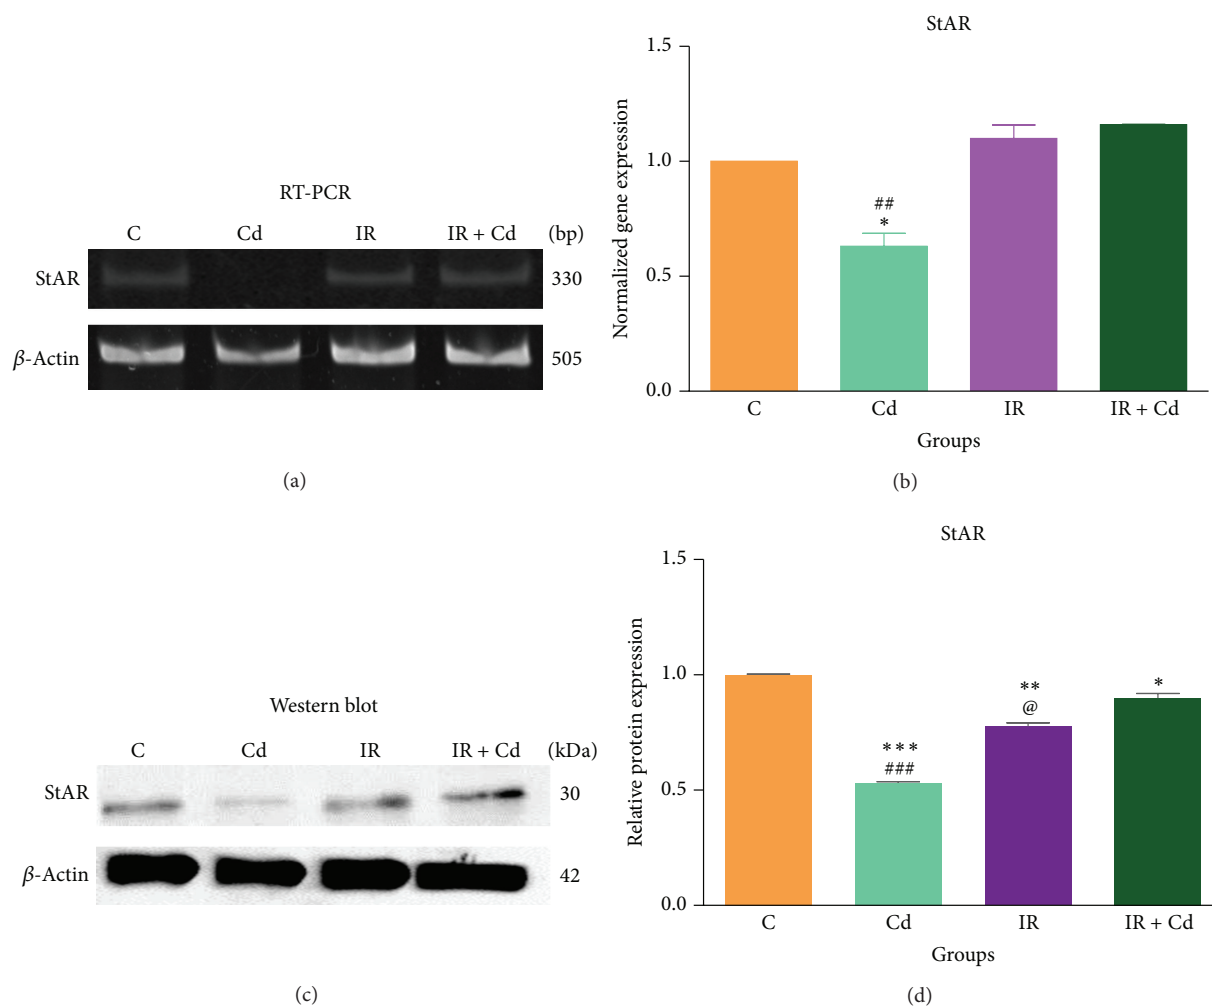 RT-PCR
C Cd IR IR + Cd (bp)
StAR 330
β-Actin 505
(a)
StAR
Normalized gene expression
1.5
1.0
0.5
0.0
##
*
C Cd IR IR + Cd
Groups
(b)
Western blot
C Cd IR IR + Cd (kDa)
StAR 30
β-Actin 42
(c)
StAR
Relative protein expression
1.5
1.0
0.5
0.0
***
###
**
@
*
C Cd IR IR + Cd
Groups
(d)